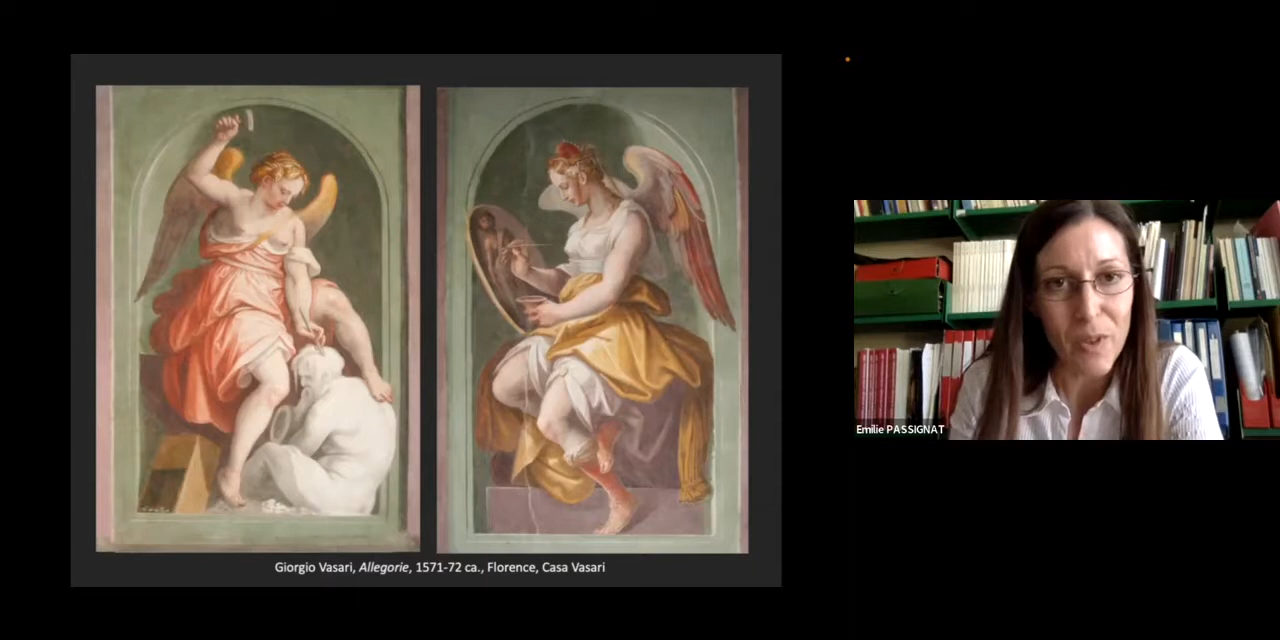 Giorgio Vasari, Allegorie, 1571-72 ca., Florence, Casa Vasari
Emilie PASSIGNAT